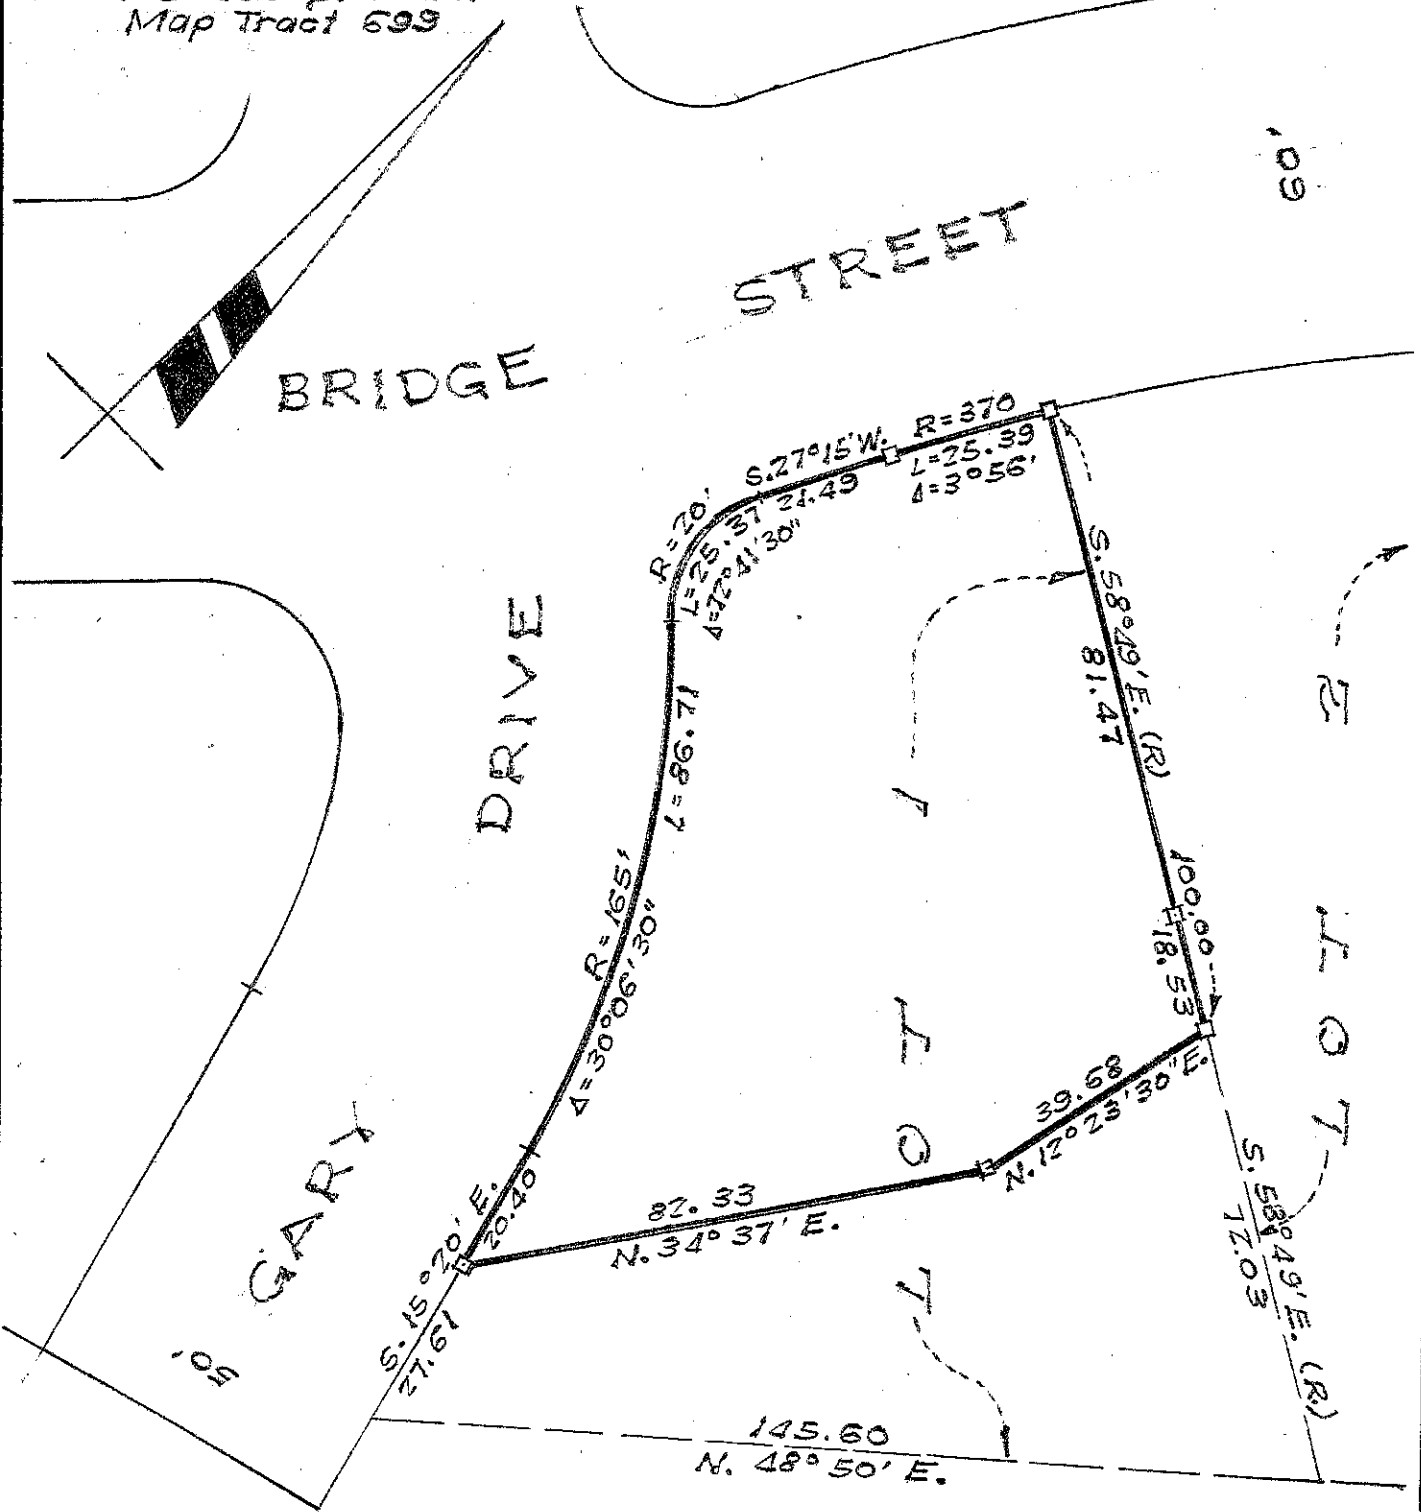 Map Tract 699
60'
BRIDGE STREET
R=370
L=25.39
Δ=3°56'
S.27°15'W.
21.49
R=20'
L=25.37
Δ=72°41'30"
S.58°49'E. (R)
81.47
DRIVE
L=86.71
R=165'
Δ=30°06'30"
100.00
18.53
LOT 1
LOT 2
39.68
N.12°23'30"E.
82.33
N.34°37'E.
GARY
S.15°20'E.
20.40
27.61
50'
S.58°49'E. (R.)
72.03
145.60
N. 48°50'E.